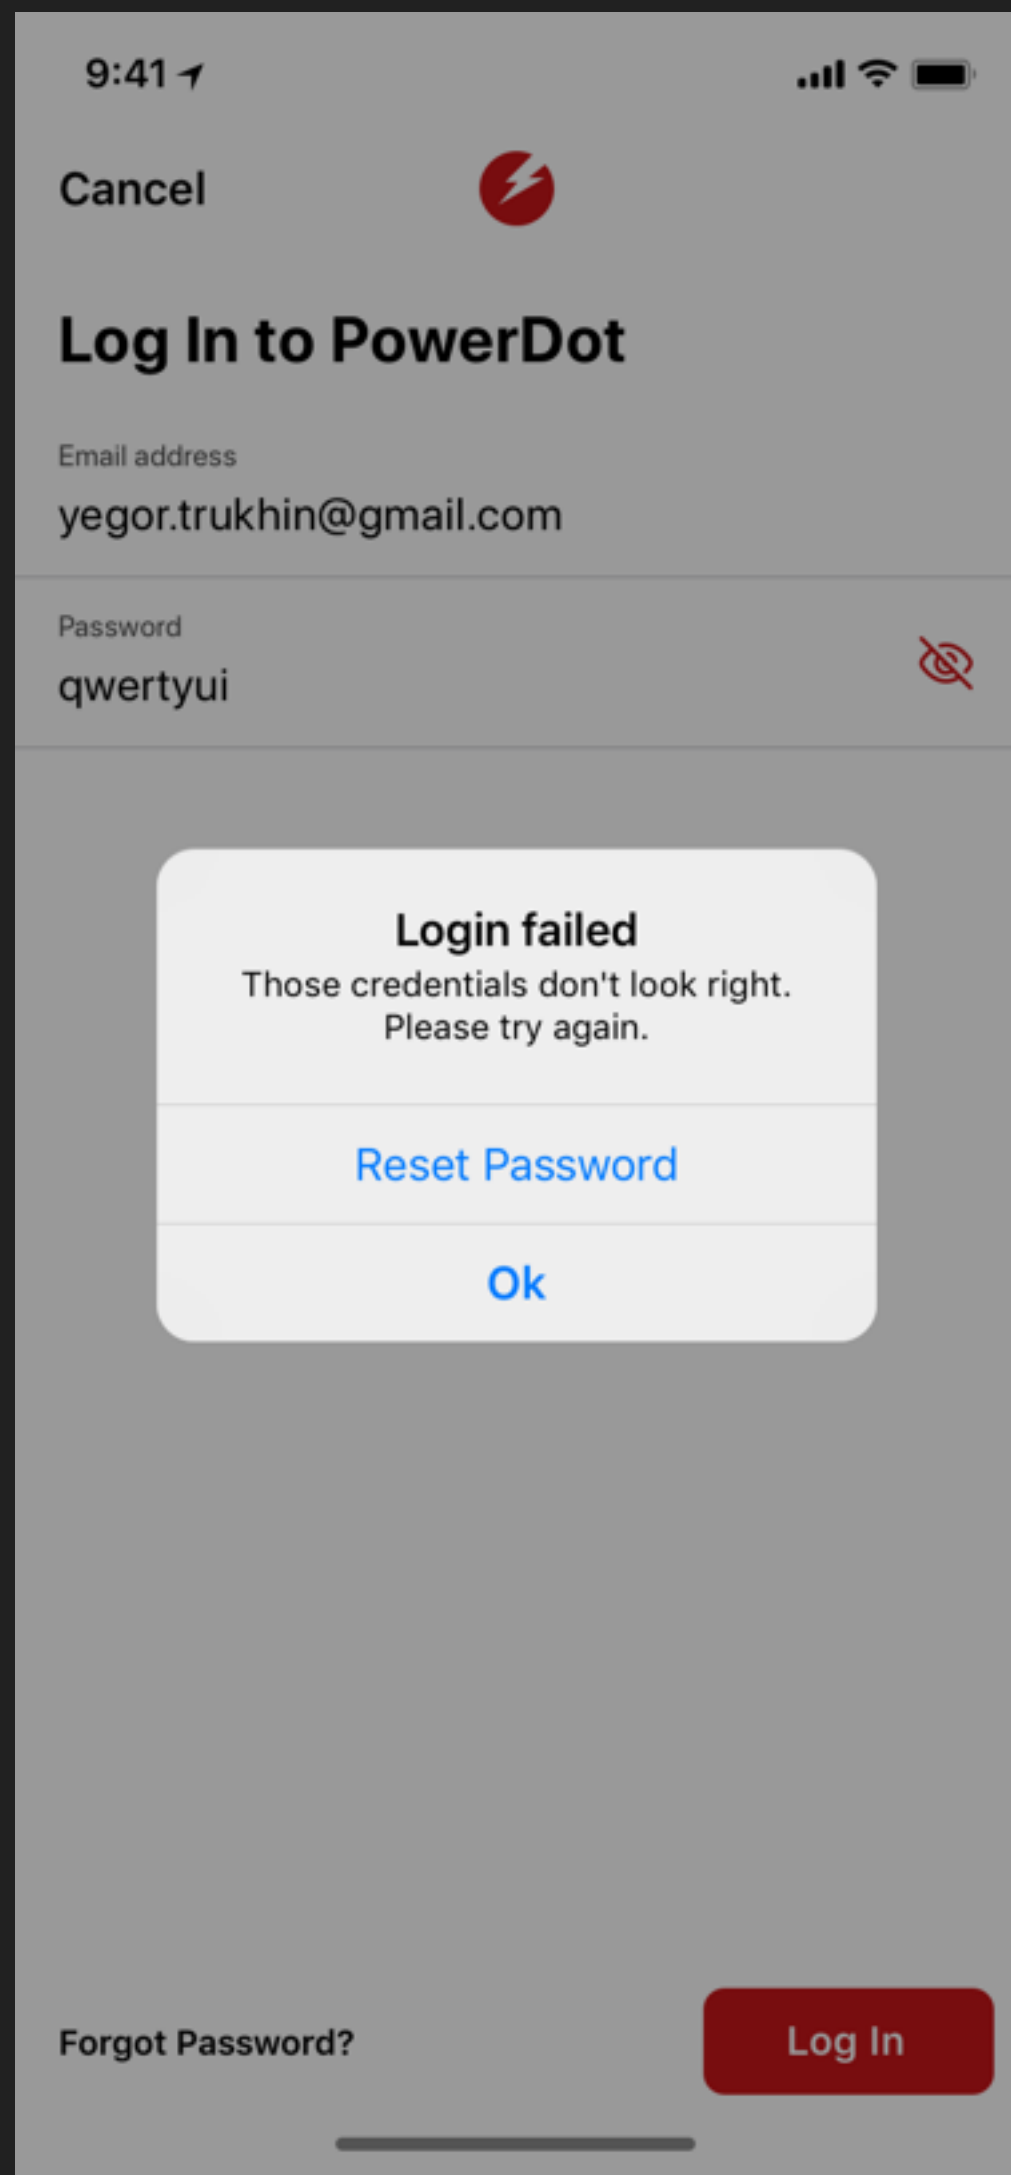 9:41
Cancel
Log In to PowerDot
Email address
yegor.trukhin@gmail.com
Password
qwertyui
Login failed
Those credentials don't look right.
Please try again.
Reset Password
Ok
Forgot Password?
Log In